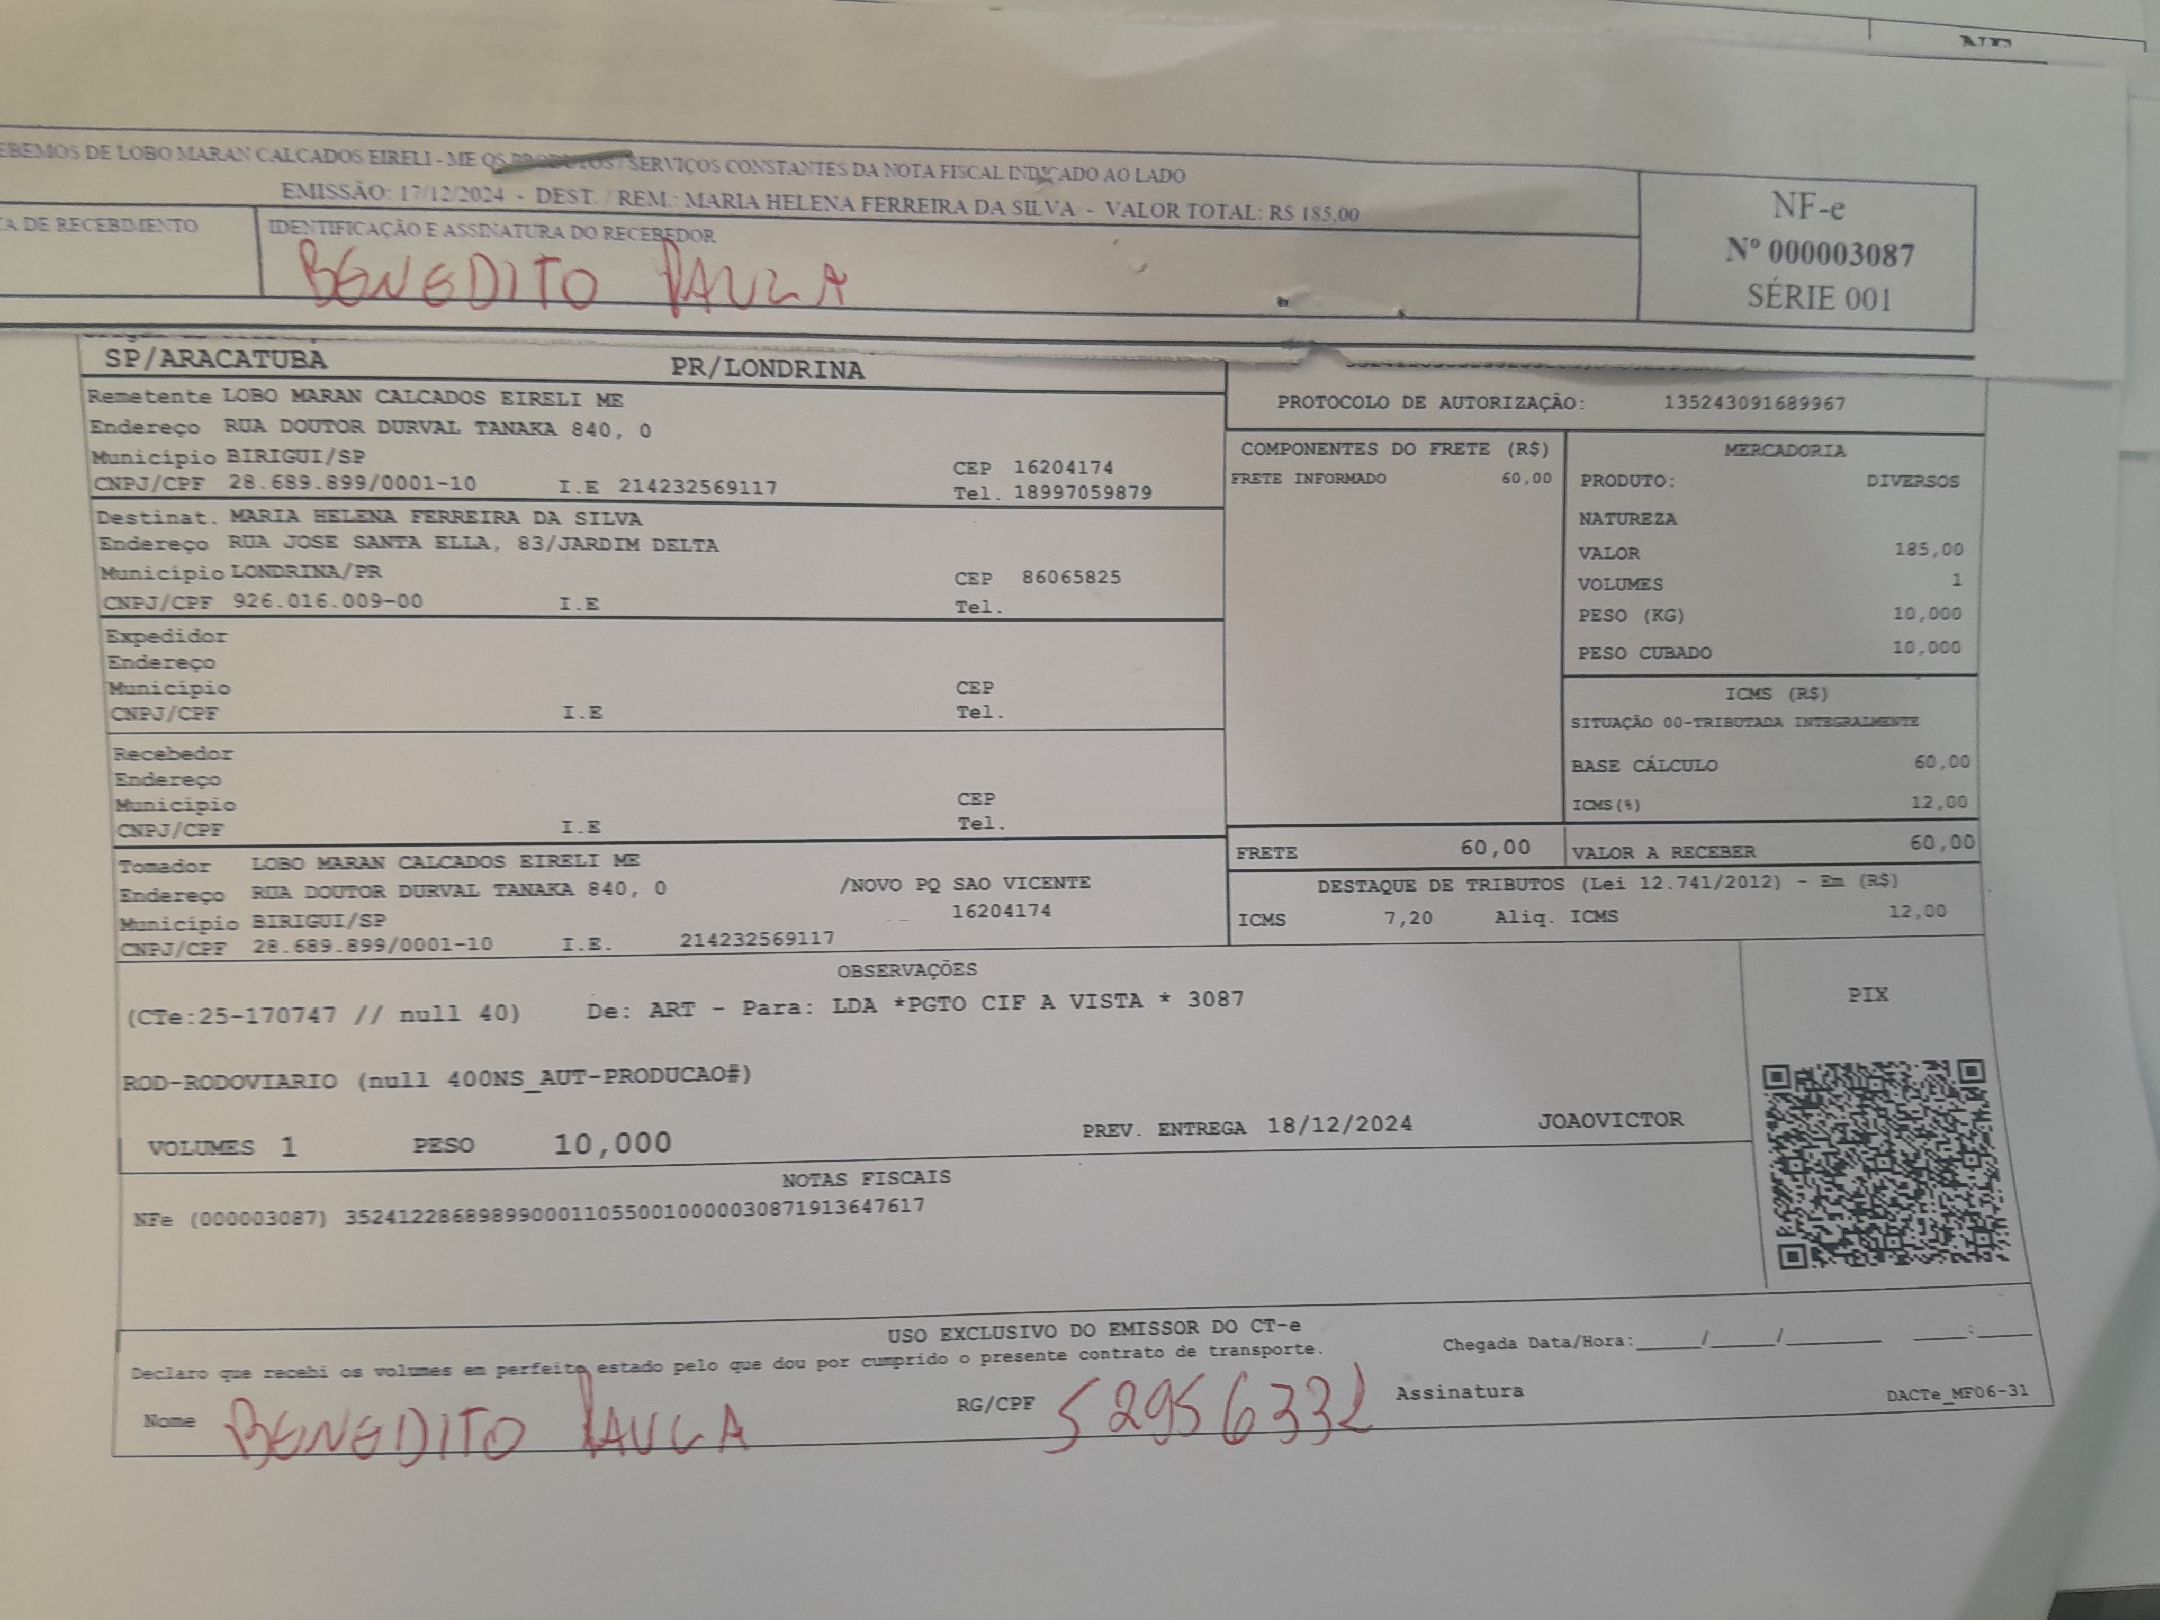 EBEMOS DE LOBO MARAN CALCADOS EIRELI - ME OS PRODUTOS / SERVIÇOS CONSTANTES DA NOTA FISCAL INDICADO AO LADO
EMISSÃO: 17/12/2024 - DEST. / REM.: MARIA HELENA FERREIRA DA SILVA - VALOR TOTAL: R$ 185,00
A DE RECEBIMENTO
IDENTIFICAÇÃO E ASSINATURA DO RECEBEDOR
BENEDITO PAULA
NF-e
Nº 000003087
SÉRIE 001
SP/ARACATUBA PR/LONDRINA
Remetente LOBO MARAN CALCADOS EIRELI ME
Endereço RUA DOUTOR DURVAL TANAKA 840, 0
Município BIRIGUI/SP CEP 16204174
CNPJ/CPF 28.689.899/0001-10 I.E 214232569117 Tel. 18997059879
Destinat. MARIA HELENA FERREIRA DA SILVA
Endereço RUA JOSE SANTA ELLA, 83/JARDIM DELTA
Município LONDRINA/PR CEP 86065825
CNPJ/CPF 926.016.009-00 I.E Tel.
Expedidor
Endereço
Município CEP
CNPJ/CPF I.E Tel.
Recebedor
Endereço
Município CEP
CNPJ/CPF I.E Tel.
Tomador LOBO MARAN CALCADOS EIRELI ME
Endereço RUA DOUTOR DURVAL TANAKA 840, 0 /NOVO PQ SAO VICENTE
Município BIRIGUI/SP 16204174
CNPJ/CPF 28.689.899/0001-10 I.E. 214232569117
PROTOCOLO DE AUTORIZAÇÃO: 135243091689967
COMPONENTES DO FRETE (R$)
FRETE INFORMADO 60,00
MERCADORIA
PRODUTO: DIVERSOS
NATUREZA
VALOR 185,00
VOLUMES 1
PESO (KG) 10,000
PESO CUBADO 10,000
ICMS (R$)
SITUAÇÃO 00-TRIBUTADA INTEGRALMENTE
BASE CÁLCULO 60,00
ICMS(%) 12,00
FRETE 60,00 VALOR A RECEBER 60,00
DESTAQUE DE TRIBUTOS (Lei 12.741/2012) - Em (R$)
ICMS 7,20 Aliq. ICMS 12,00
OBSERVAÇÕES
(CTe:25-170747 // null 40) De: ART - Para: LDA *PGTO CIF A VISTA * 3087
ROD-RODOVIARIO (null 400NS_AUT-PRODUCAO#)
VOLUMES 1 PESO 10,000 PREV. ENTREGA 18/12/2024 JOAOVICTOR
PIX
NOTAS FISCAIS
NFe (000003087) 35241228689899000110550010000030871913647617
USO EXCLUSIVO DO EMISSOR DO CT-e
Declaro que recebi os volumes em perfeito estado pelo que dou por cumprido o presente contrato de transporte.
Chegada Data/Hora:_____/_____/_______ ____:____
Nome BENEDITO PAULA RG/CPF 52956332 Assinatura
DACTe_MF06-31